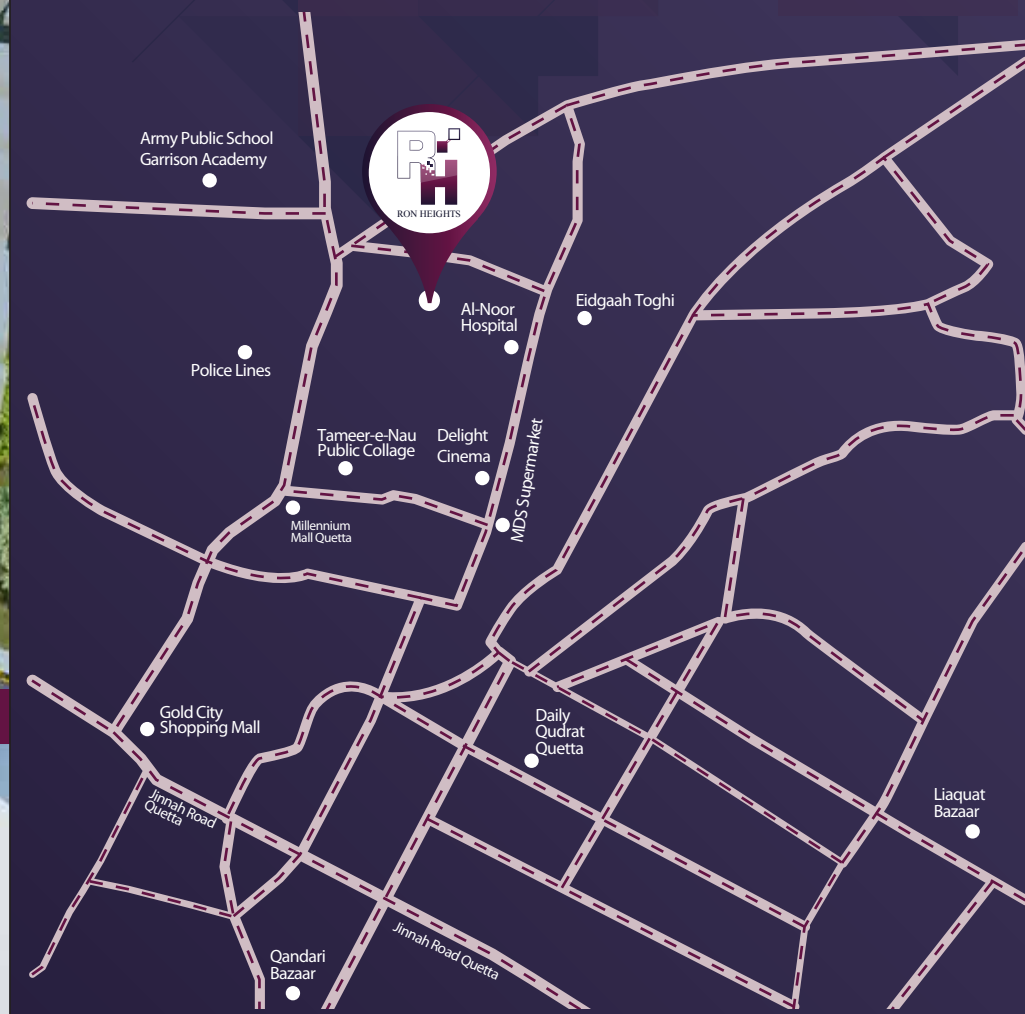 Army Public School
Garrison Academy
RH
RON HEIGHTS
Al-Noor
Hospital
Eidgaah Toghi
Police Lines
Tameer-e-Nau
Public Collage
Delight
Cinema
MDS Supermarket
Millennium
Mall Quetta
Gold City
Shopping Mall
Daily
Qudrat
Quetta
Jinnah Road
Quetta
Liaquat
Bazaar
Jinnah Road Quetta
Qandari
Bazaar